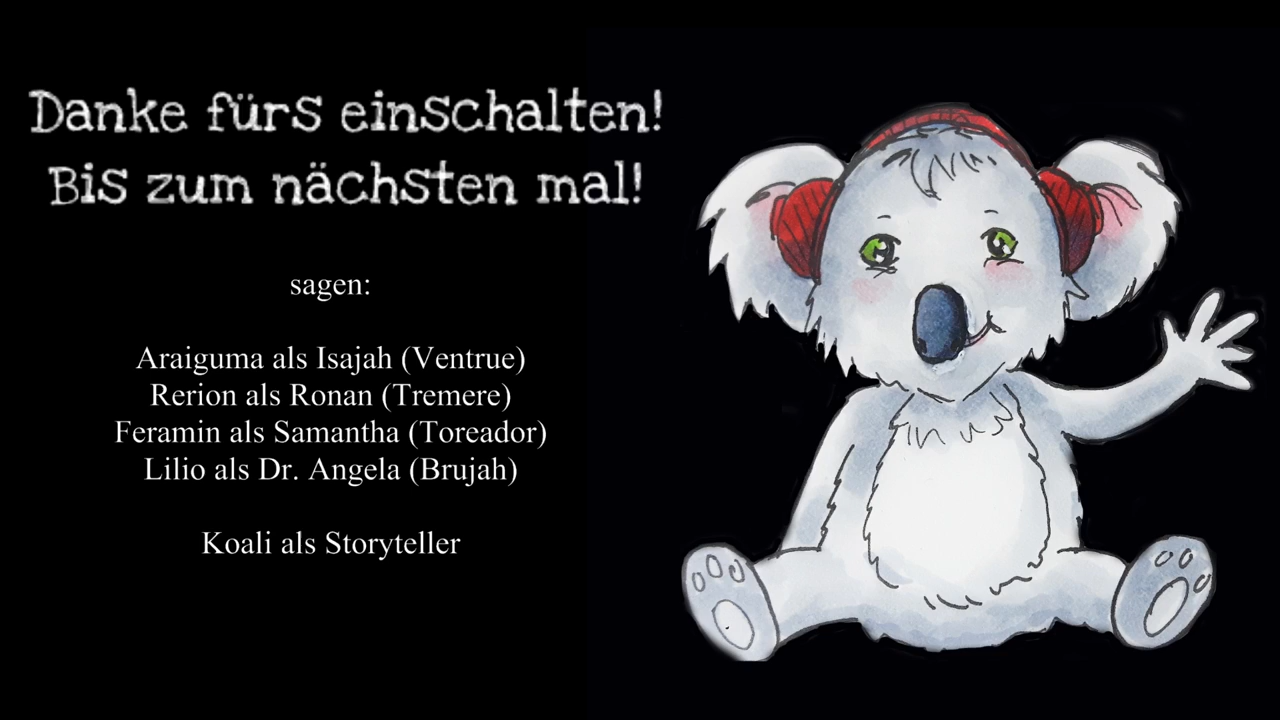 Danke fürs einschalten!
Bis zum nächsten mal!
sagen:
Araiguma als Isajah (Ventrue)
Rerion als Ronan (Tremere)
Feramin als Samantha (Toreador)
Lilio als Dr. Angela (Brujah)
Koali als Storyteller